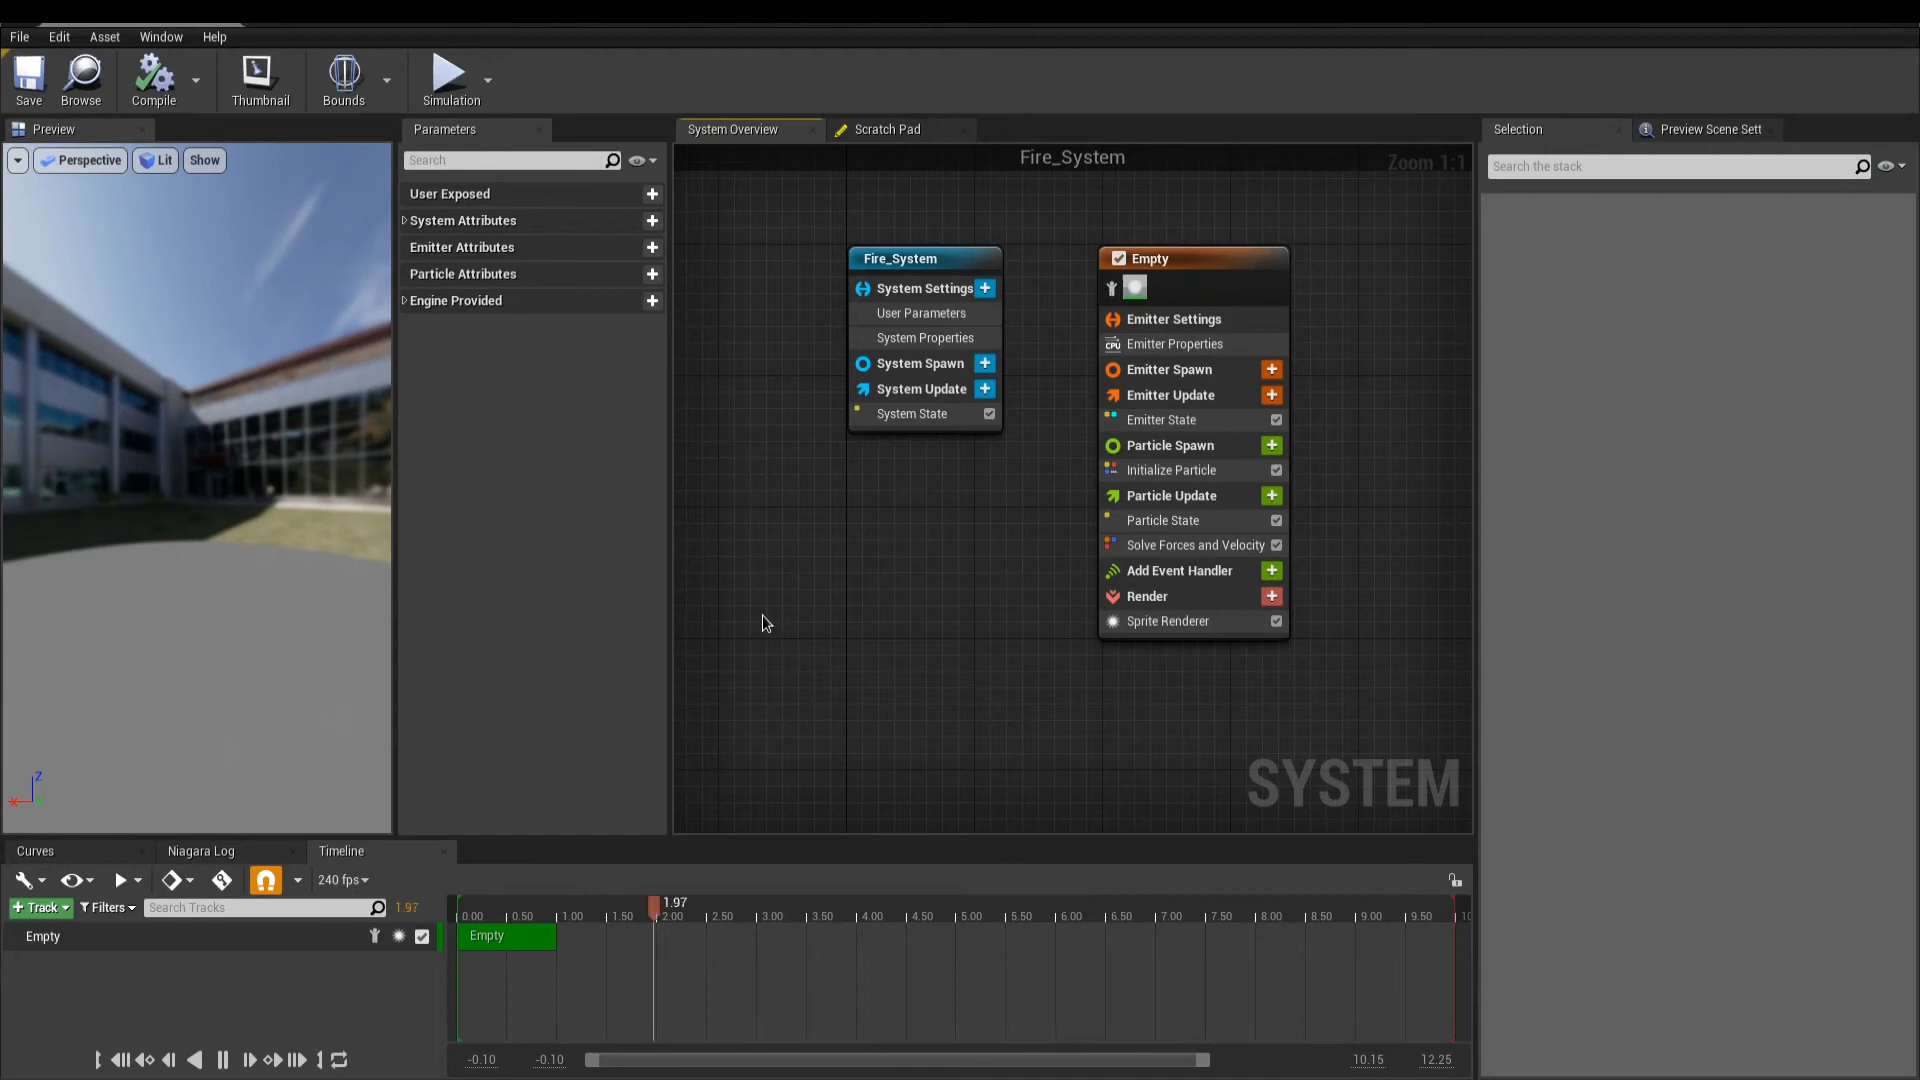 File Edit Asset Window Help
Save Browse Compile Thumbnail Bounds Simulation
Preview
Perspective Lit Show
Z
X
Parameters
Search
User Exposed
System Attributes
Emitter Attributes
Particle Attributes
Engine Provided
System Overview Scratch Pad
Fire_System
Zoom 1:1
Fire_System
System Settings
User Parameters
System Properties
System Spawn
System Update
System State
Empty
Emitter Settings
CPU Emitter Properties
Emitter Spawn
Emitter Update
Emitter State
Particle Spawn
Initialize Particle
Particle Update
Particle State
Solve Forces and Velocity
Add Event Handler
Render
Sprite Renderer
SYSTEM
Selection Preview Scene Sett
Search the stack
Curves Niagara Log Timeline
240 fps
+ Track Filters Search Tracks 1.97
1.97
0.00 0.50 1.00 1.50 2.00 2.50 3.00 3.50 4.00 4.50 5.00 5.50 6.00 6.50 7.00 7.50 8.00 8.50 9.00 9.50 10
Empty
Empty
-0.10 -0.10 10.15 12.25